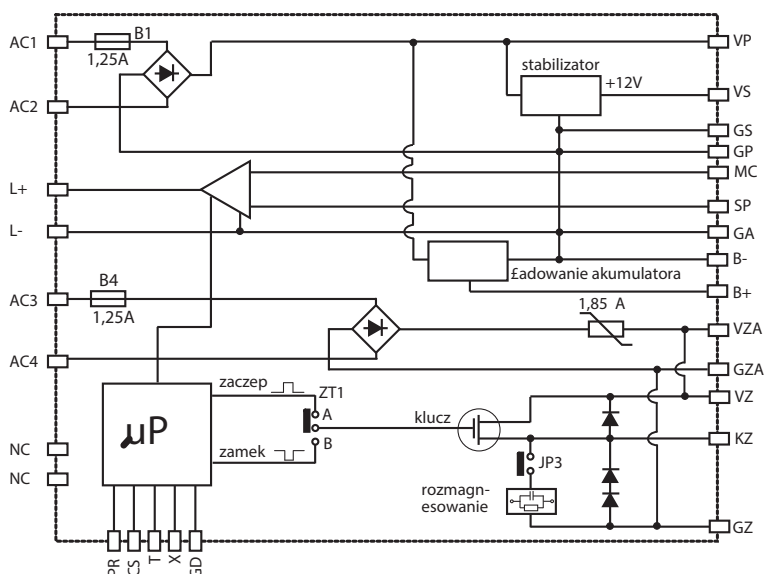 AC1
B1
1,25A
VP
stabilizator
+12V
VS
AC2
GS
GP
MC
L+
SP
L-
GA
B-
£adowanie akumulatora
B+
AC3
B4
1,25A
1,85 A
VZA
AC4
GZA
zaczep
ZT1
A
VZ
µP
klucz
KZ
zamek
B
NC
NC
JP3
rozmagn-
esowanie
GZ
PR
CS
T
X
GD